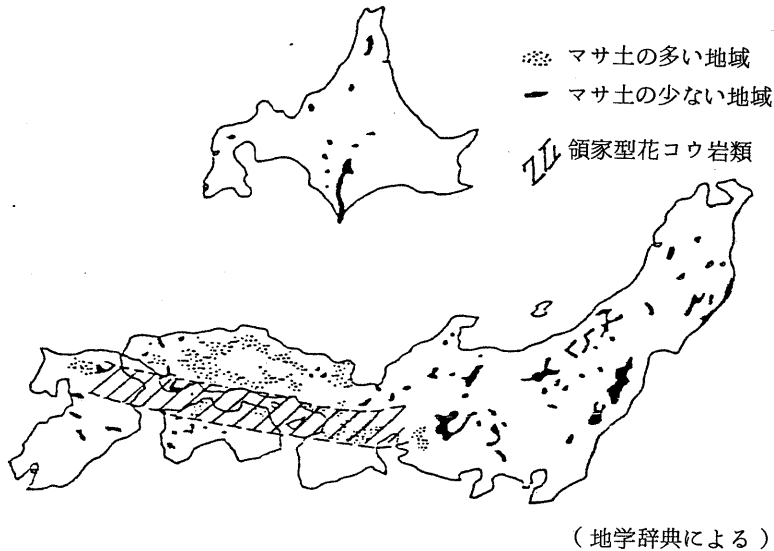 マサ土の多い地域
マサ土の少ない地域
領家型花コウ岩類
（地学辞典による）